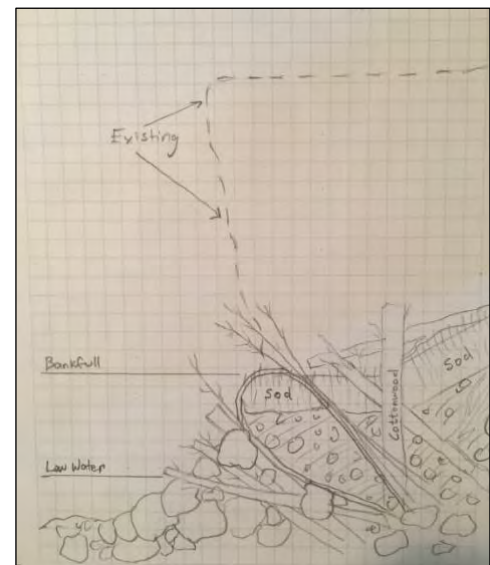 Existing
Bankfull
Sod
Sod
Cottonwood
Low Water